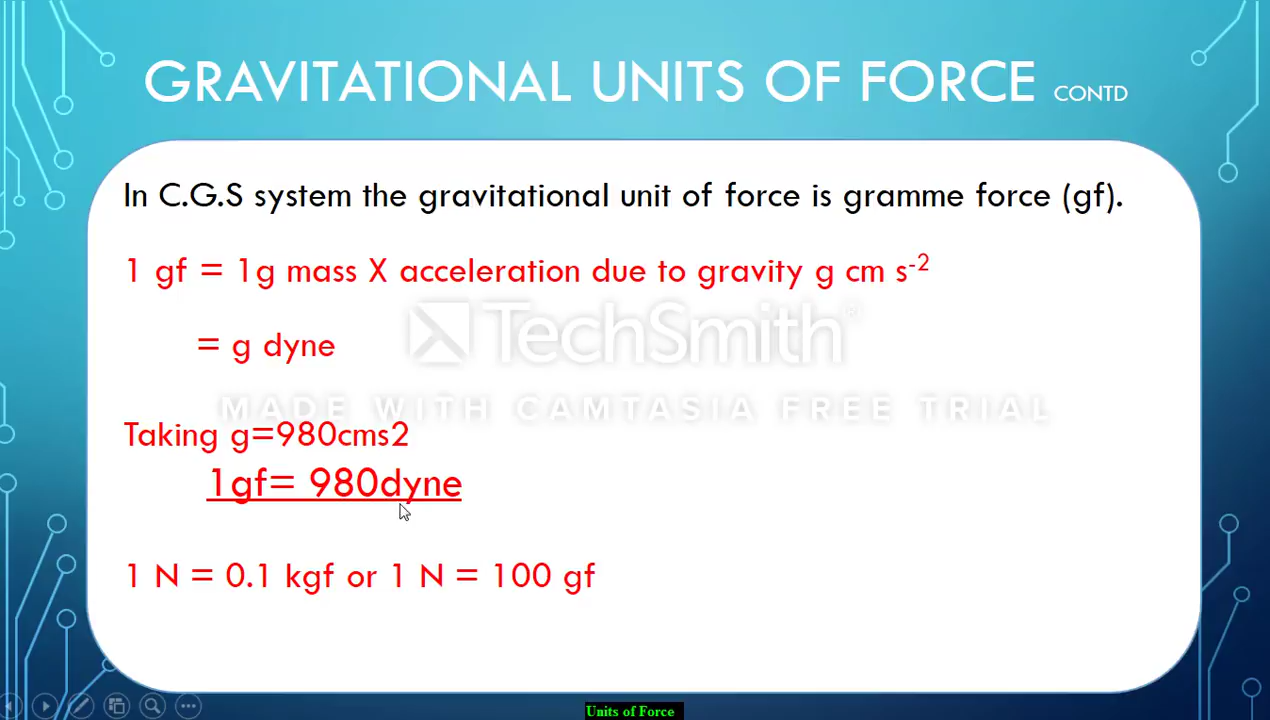 GRAVITATIONAL UNITS OF FORCE CONTD
In C.G.S system the gravitational unit of force is gramme force (gf).
1 gf = 1g mass X acceleration due to gravity g cm s-2
= g dyne
TechSmith®
MADE WITH CAMTASIA FREE TRIAL
Taking g=980cms2
1gf= 980dyne
1 N = 0.1 kgf or 1 N = 100 gf
Units of Force